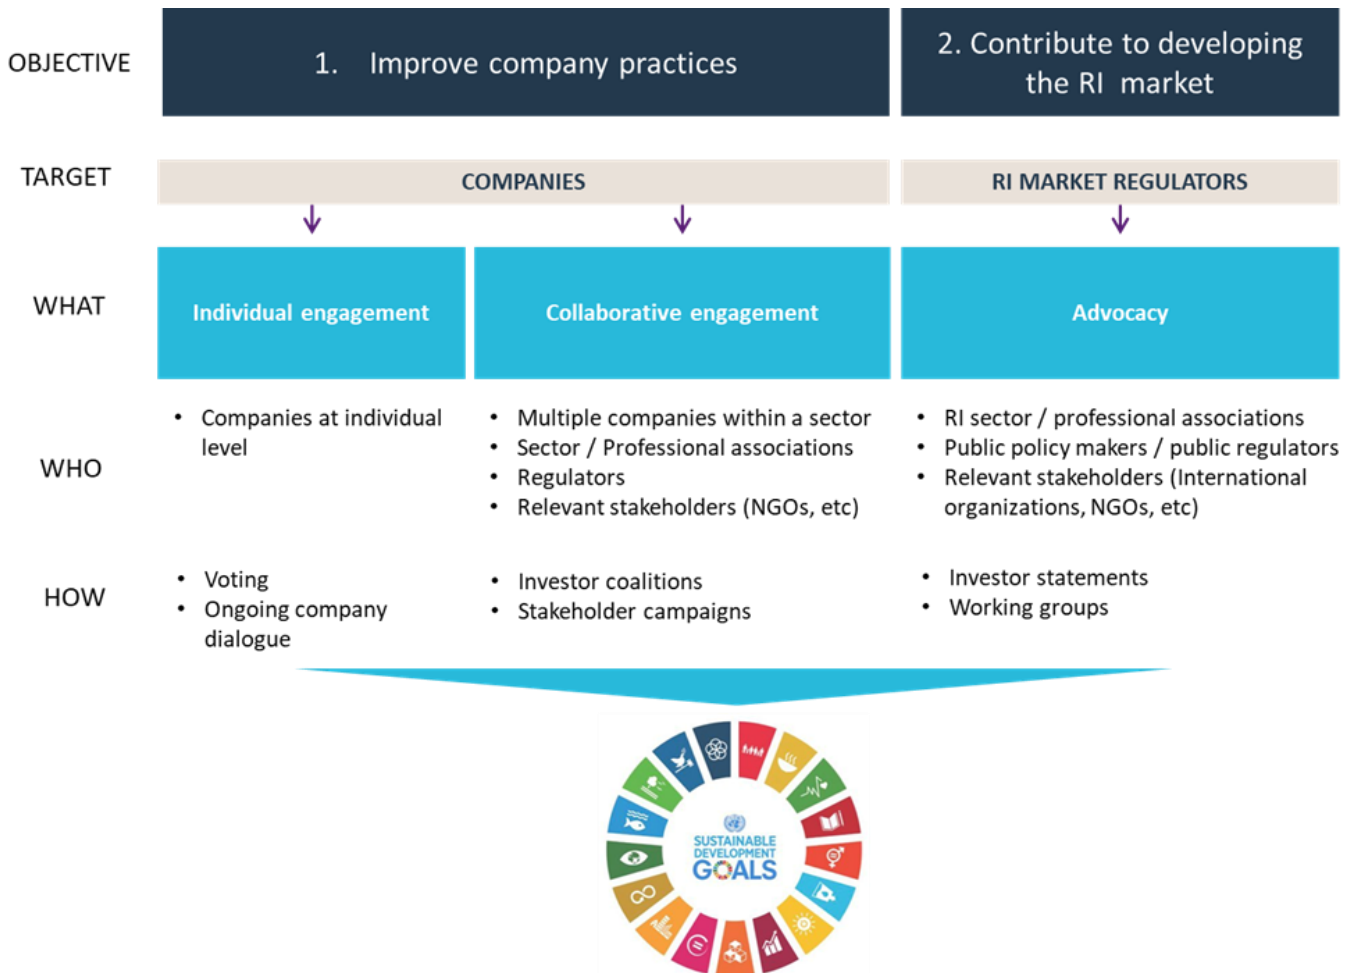 OBJECTIVE
1. Improve company practices
2. Contribute to developing
the RI market
TARGET
COMPANIES
RI MARKET REGULATORS
WHAT
Individual engagement
Collaborative engagement
Advocacy
WHO
• Companies at individual
level
• Multiple companies within a sector
• Sector / Professional associations
• Regulators
• Relevant stakeholders (NGOs, etc)
• RI sector / professional associations
• Public policy makers / public regulators
• Relevant stakeholders (International
organizations, NGOs, etc)
HOW
• Voting
• Ongoing company
dialogue
• Investor coalitions
• Stakeholder campaigns
• Investor statements
• Working groups
SUSTAINABLE
DEVELOPMENT
GOALS